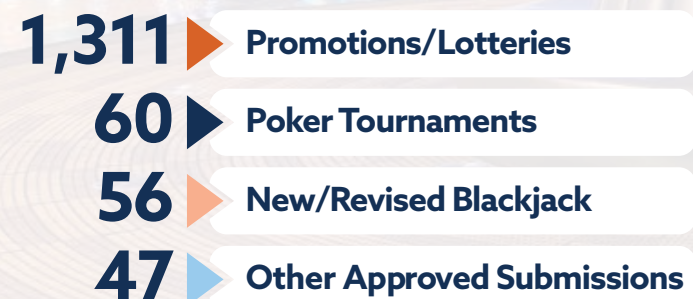 1,311 Promotions/Lotteries
60 Poker Tournaments
56 New/Revised Blackjack
47 Other Approved Submissions